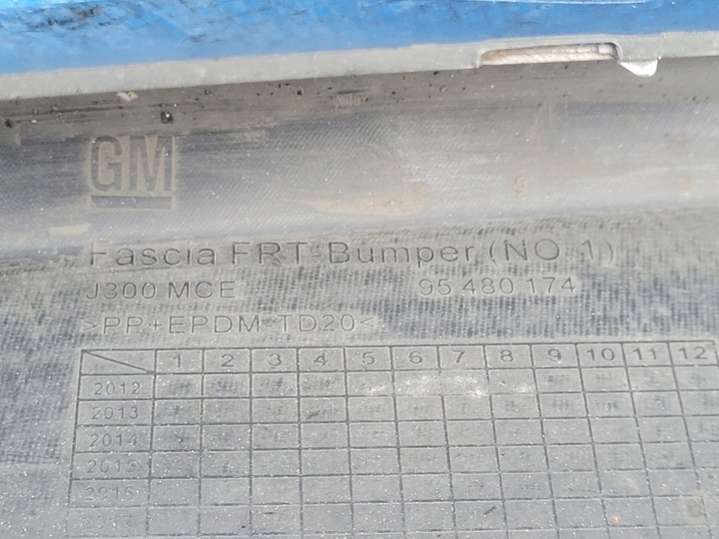 GM
Fascia FRT-Bumper (NO 1)
J300 MCE 95 480 174
>PP+EPDM-TD20<
1 2 3 4 5 6 7 8 9 10 11 12
2012
2013
2014
2015
2016